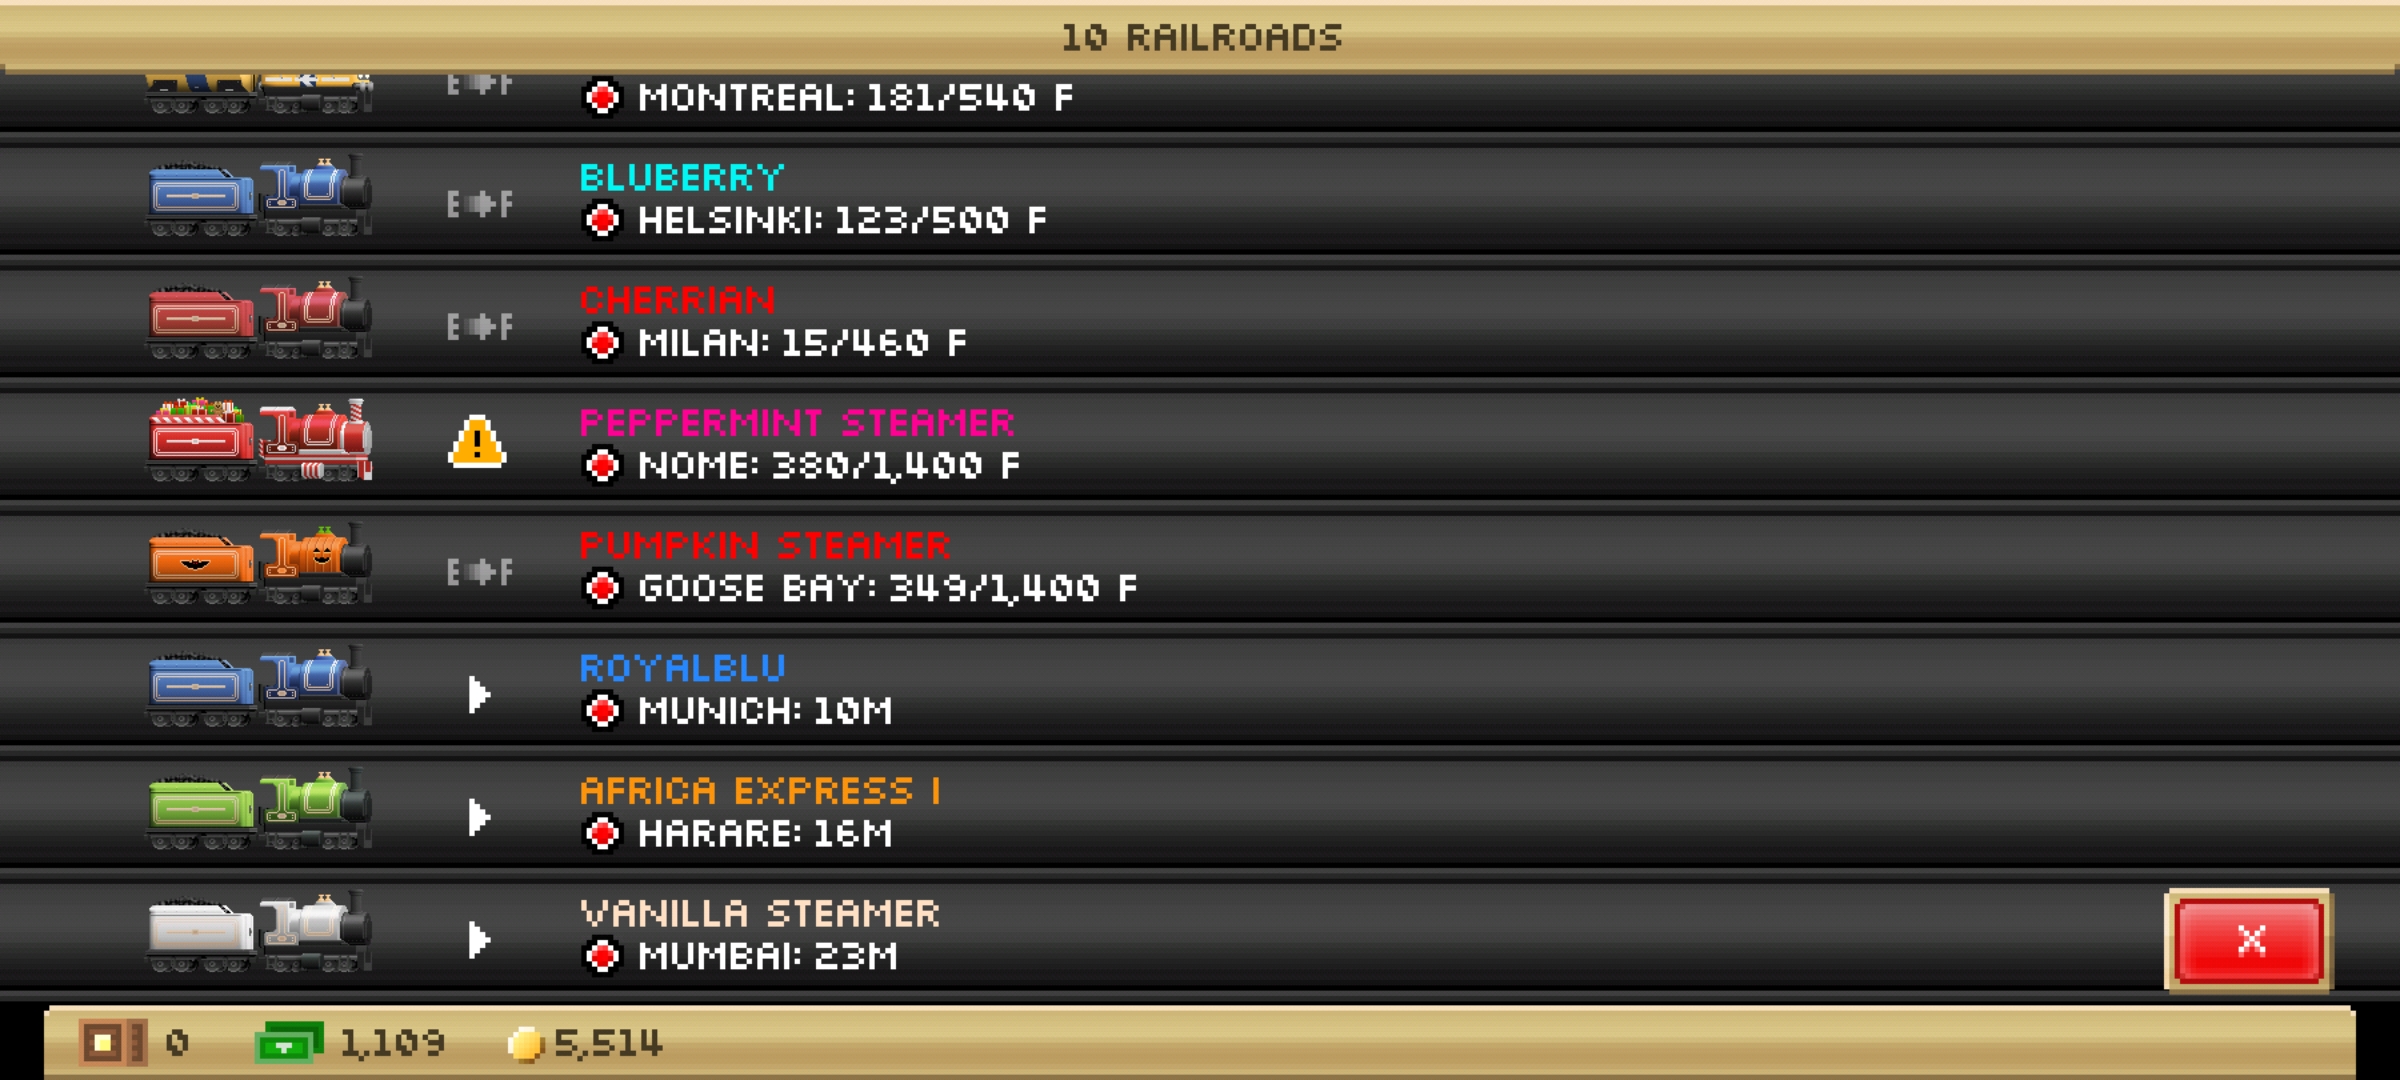 10 RAILROADS
E F
MONTREAL: 181/540 F
BLUBERRY
E F
HELSINKI: 123/500 F
CHERRIAN
E F
MILAN: 15/460 F
PEPPERMINT STEAMER
!
NOME: 380/1,400 F
PUMPKIN STEAMER
E F
GOOSE BAY: 349/1,400 F
ROYALBLU
MUNICH: 10M
AFRICA EXPRESS I
HARARE: 16M
VANILLA STEAMER
MUMBAI: 23M
X
0 1,109 5,514